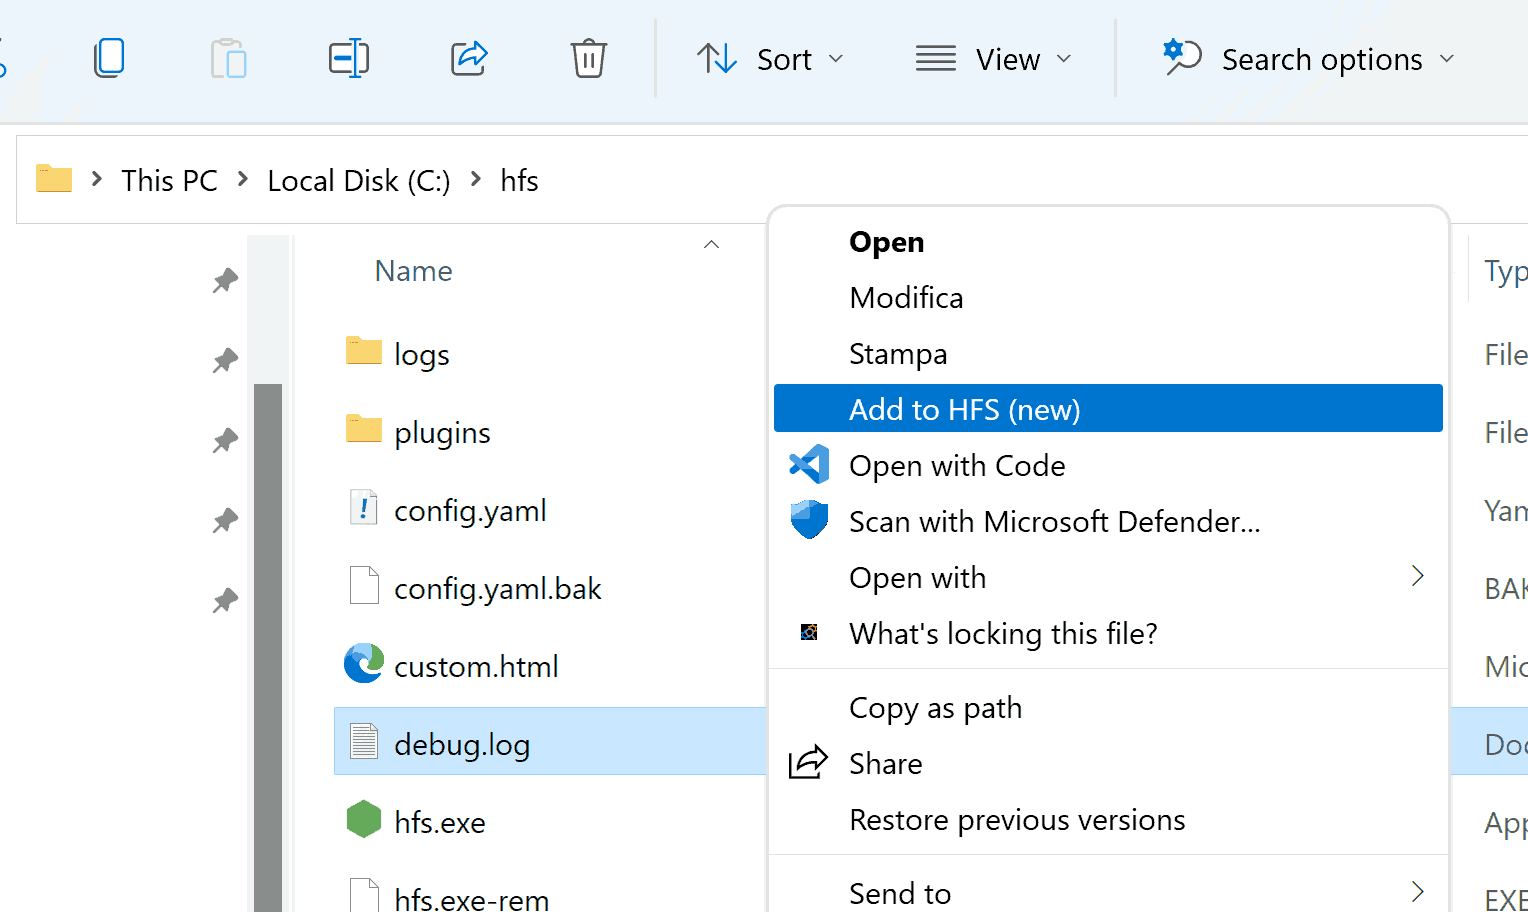 Sort
View
Search options
This PC
Local Disk (C:)
hfs
Name
logs
plugins
config.yaml
config.yaml.bak
custom.html
debug.log
hfs.exe
hfs.exe-rem
Open
Modifica
Stampa
Add to HFS (new)
Open with Code
Scan with Microsoft Defender...
Open with
What's locking this file?
Copy as path
Share
Restore previous versions
Send to
Typ
File
File
Yam
BAK
Mic
Doc
App
EXE